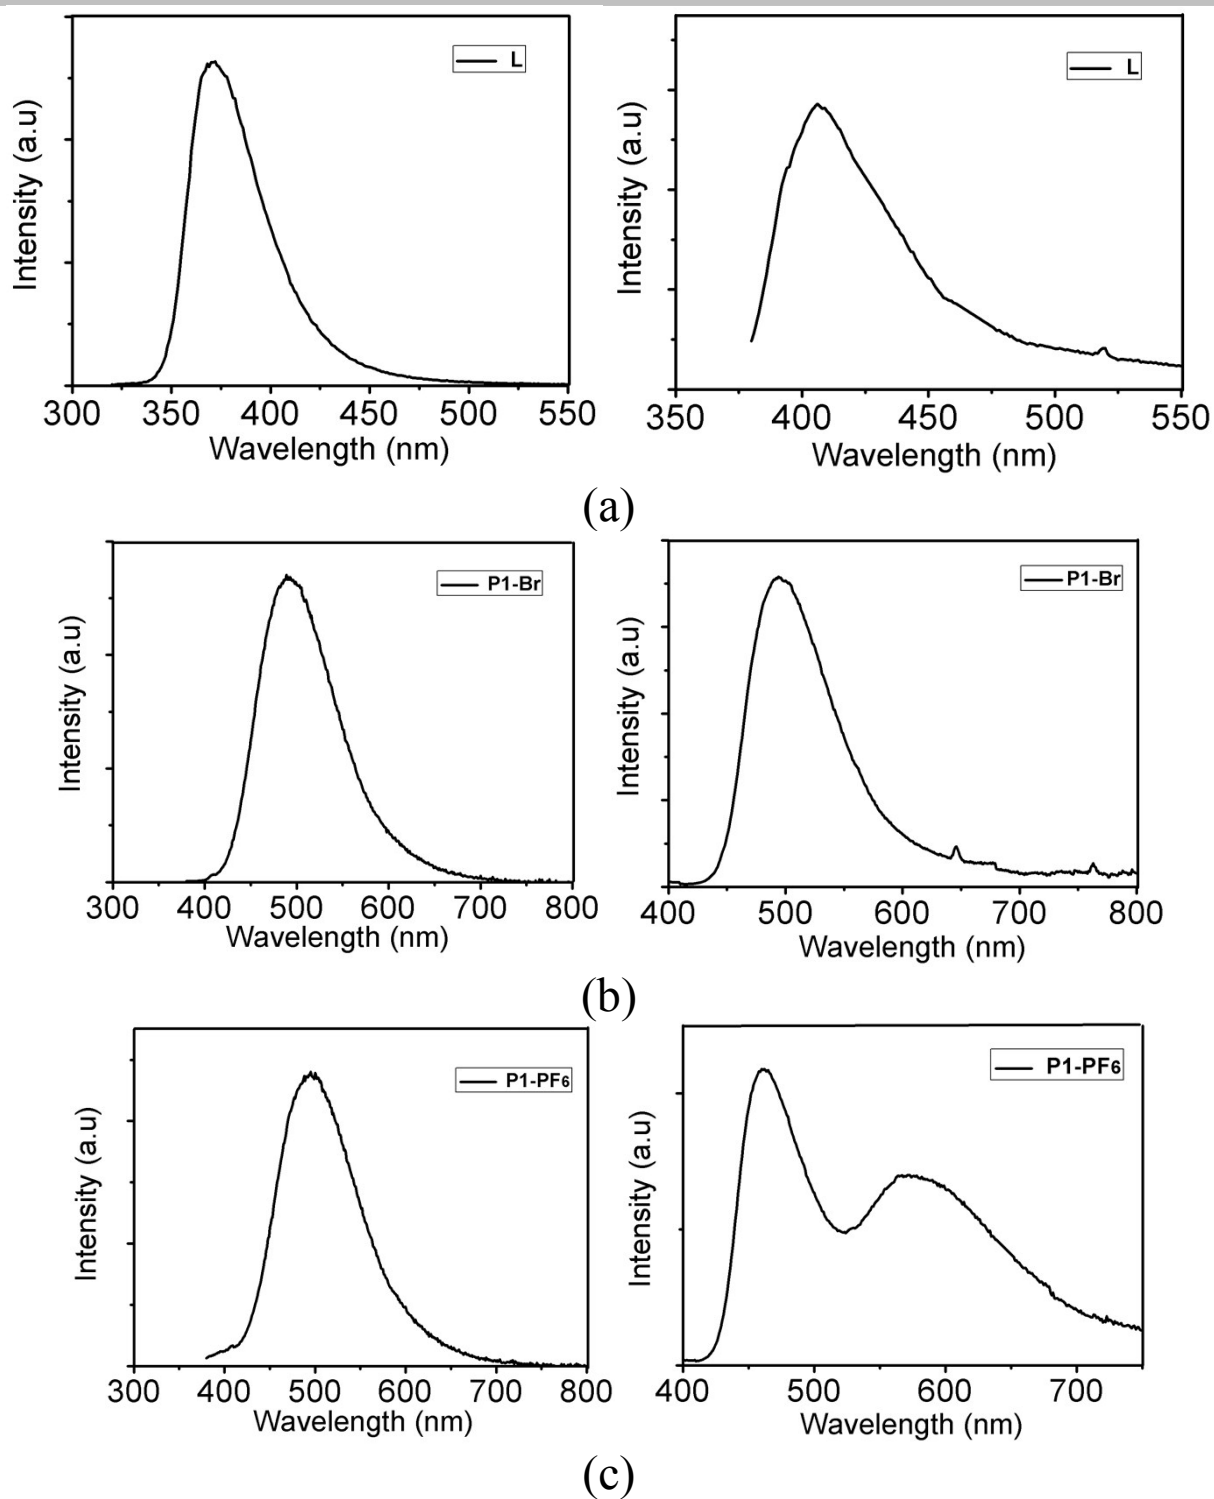 L
Intensity (a.u)
300 350 400 450 500 550
Wavelength (nm)
L
Intensity (a.u)
350 400 450 500 550
Wavelength (nm)
(a)
P1-Br
Intensity (a.u)
300 400 500 600 700 800
Wavelength (nm)
P1-Br
Intensity (a.u)
400 500 600 700 800
Wavelength (nm)
(b)
P1-PF6
Intensity (a.u)
300 400 500 600 700 800
Wavelength (nm)
P1-PF6
Intensity (a.u)
400 500 600 700
Wavelength (nm)
(c)